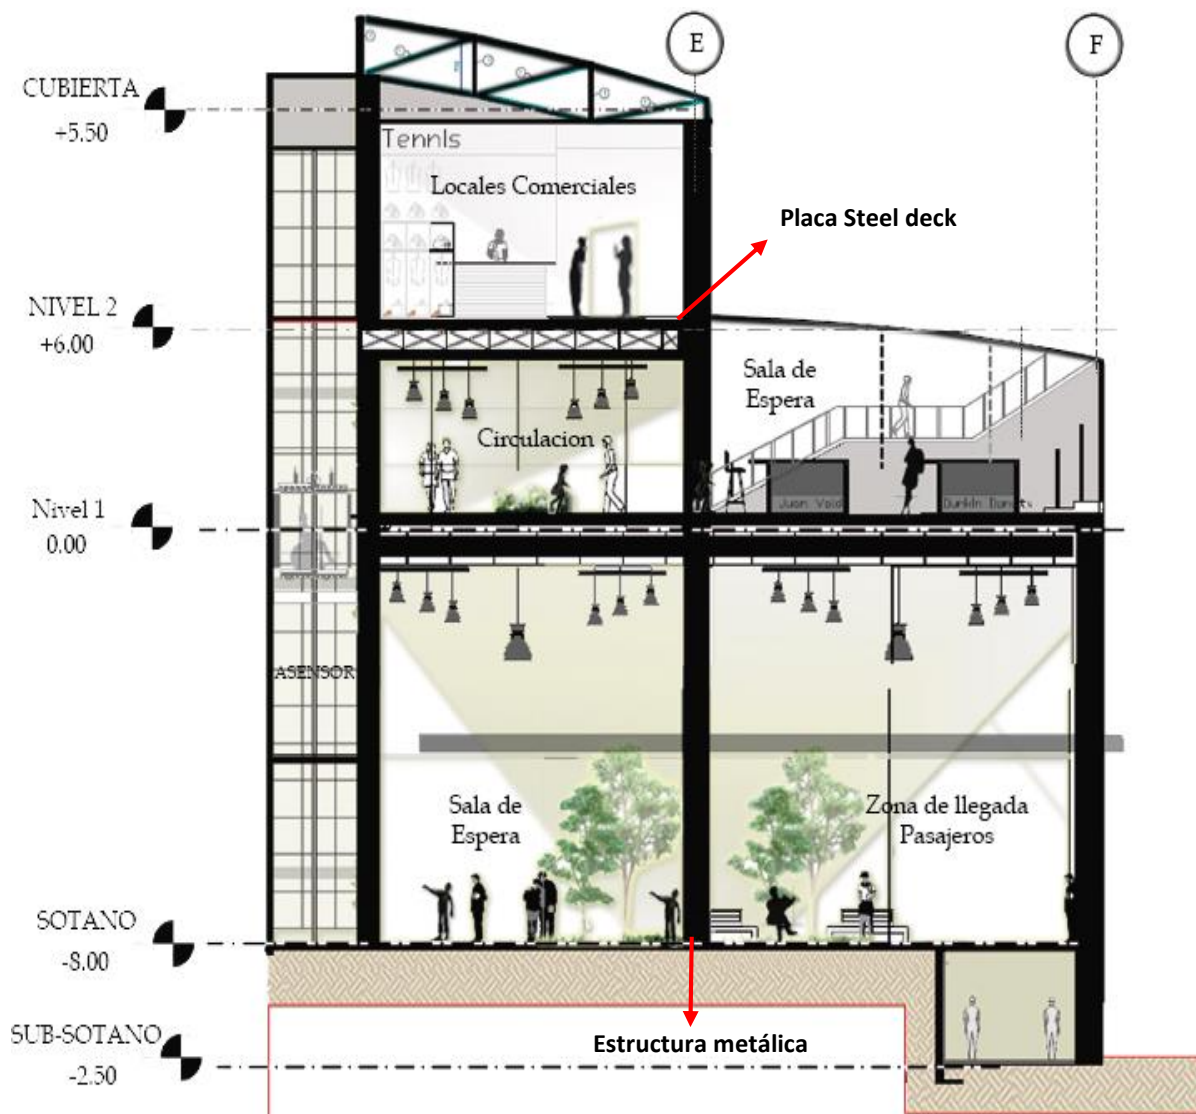 E
F
CUBIERTA
+5.50
TennIs
Locales Comerciales
Placa Steel deck
NIVEL 2
+6.00
Sala de
Espera
Circulacion
Nivel 1
0.00
Juan Vald
DunkIn Donuts
ASENSOR
Sala de
Espera
Zona de llegada
Pasajeros
SOTANO
-8.00
Estructura metálica
SUB-SOTANO
-2.50